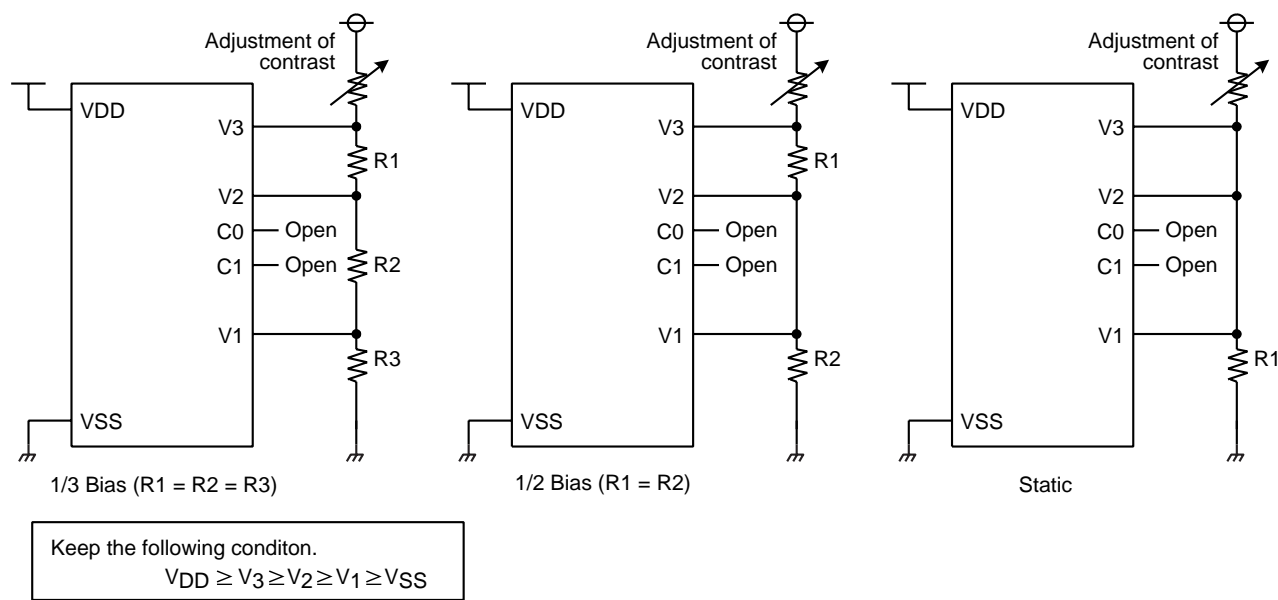 Adjustment of
contrast
VDD
V3
R1
V2
C0 Open
C1 Open
R2
V1
R3
VSS
1/3 Bias (R1 = R2 = R3)
Adjustment of
contrast
VDD
V3
R1
V2
C0 Open
C1 Open
V1
R2
VSS
1/2 Bias (R1 = R2)
Adjustment of
contrast
VDD
V3
V2
C0 Open
C1 Open
V1
R1
VSS
Static
Keep the following conditon.
VDD ≥ V3 ≥ V2 ≥ V1 ≥ VSS